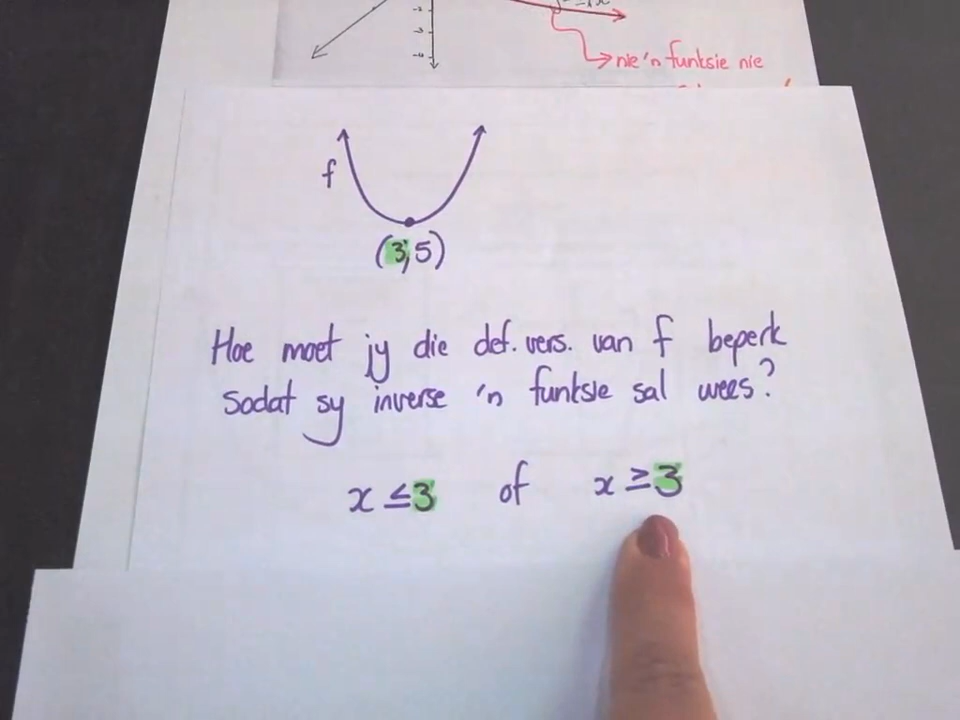 -4
nie 'n funksie nie
f
(3;5)
Hoe moet jy die def. vers. van f beperk
sodat sy inverse 'n funksie sal wees?
x ≤ 3 of x ≥ 3